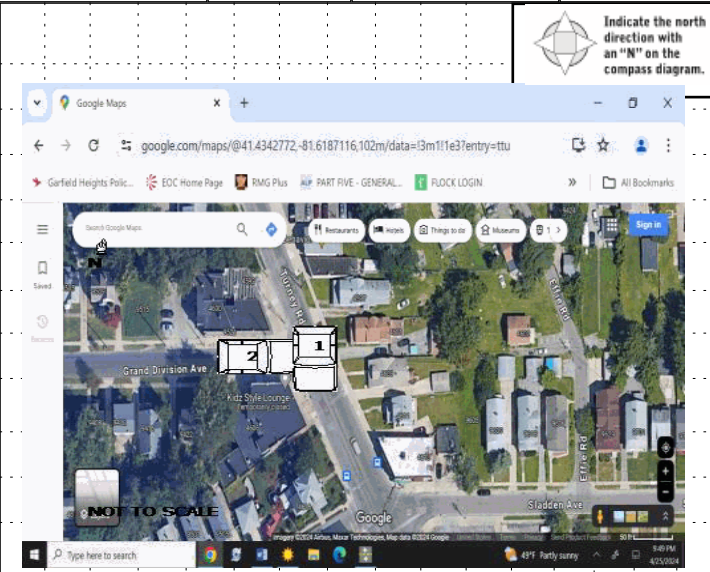 Indicate the north
direction with
an “N” on the
compass diagram.
Google Maps
google.com/maps/@41.4342772,-81.6187116,102m/data=!3m1!1e3?entry=ttu
Garfield Heights Polic...
EOC Home Page
RMG Plus
ALP PART FIVE - GENERAL...
FLOCK LOGIN
All Bookmarks
Search Google Maps
Restaurants
Hotels
Things to do
Museums
Sign in
N
Saved
Recents
Turney Rd
Effie Rd
1
2
Grand Division Ave
Kidz Style Lounge
Temporarily closed
Effie Rd
NOT TO SCALE
Sladden Ave
Google
Imagery ©2024 Airbus, Maxar Technologies, Map data ©2024 Google United States Terms Privacy Send Product Feedback 50 ft
Type here to search
49°F Partly sunny
9:49 PM
4/25/2024